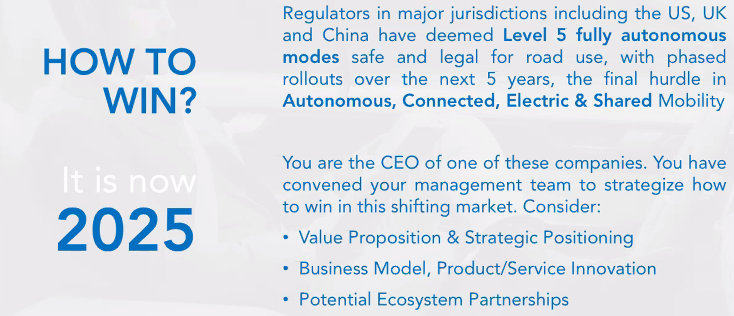 HOW TO
WIN?
It is now
2025
Regulators in major jurisdictions including the US, UK
and China have deemed Level 5 fully autonomous
modes safe and legal for road use, with phased
rollouts over the next 5 years, the final hurdle in
Autonomous, Connected, Electric & Shared Mobility
You are the CEO of one of these companies. You have
convened your management team to strategize how
to win in this shifting market. Consider:
• Value Proposition & Strategic Positioning
• Business Model, Product/Service Innovation
• Potential Ecosystem Partnerships